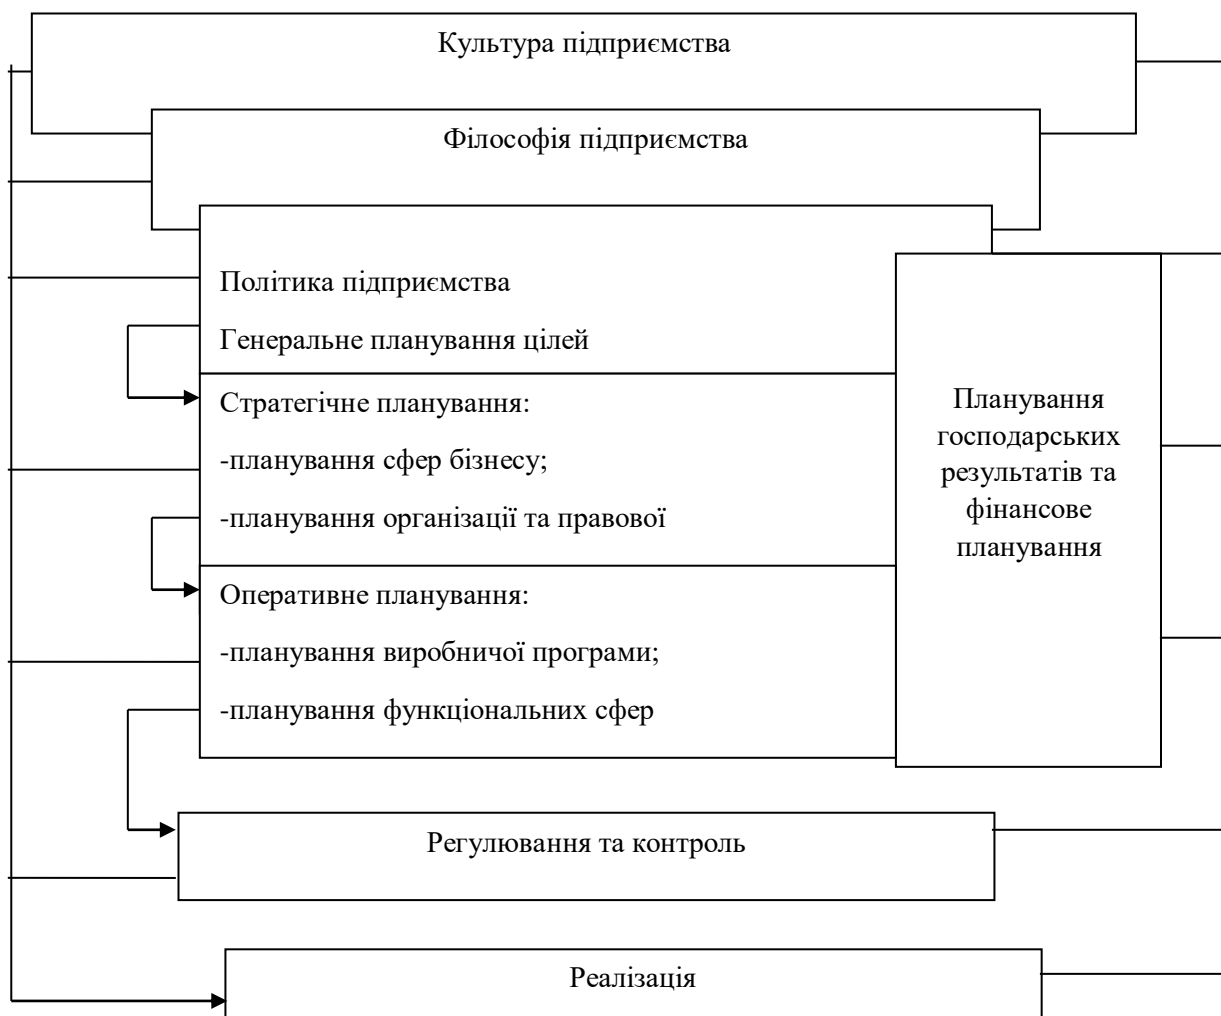 Культура підприємства
Філософія підприємства
Політика підприємства
Генеральне планування цілей
Стратегічне планування:
-планування сфер бізнесу;
-планування організації та правової
Оперативне планування:
-планування виробничої програми;
-планування функціональних сфер
Планування
господарських
результатів та
фінансове
планування
Регулювання та контроль
Реалізація